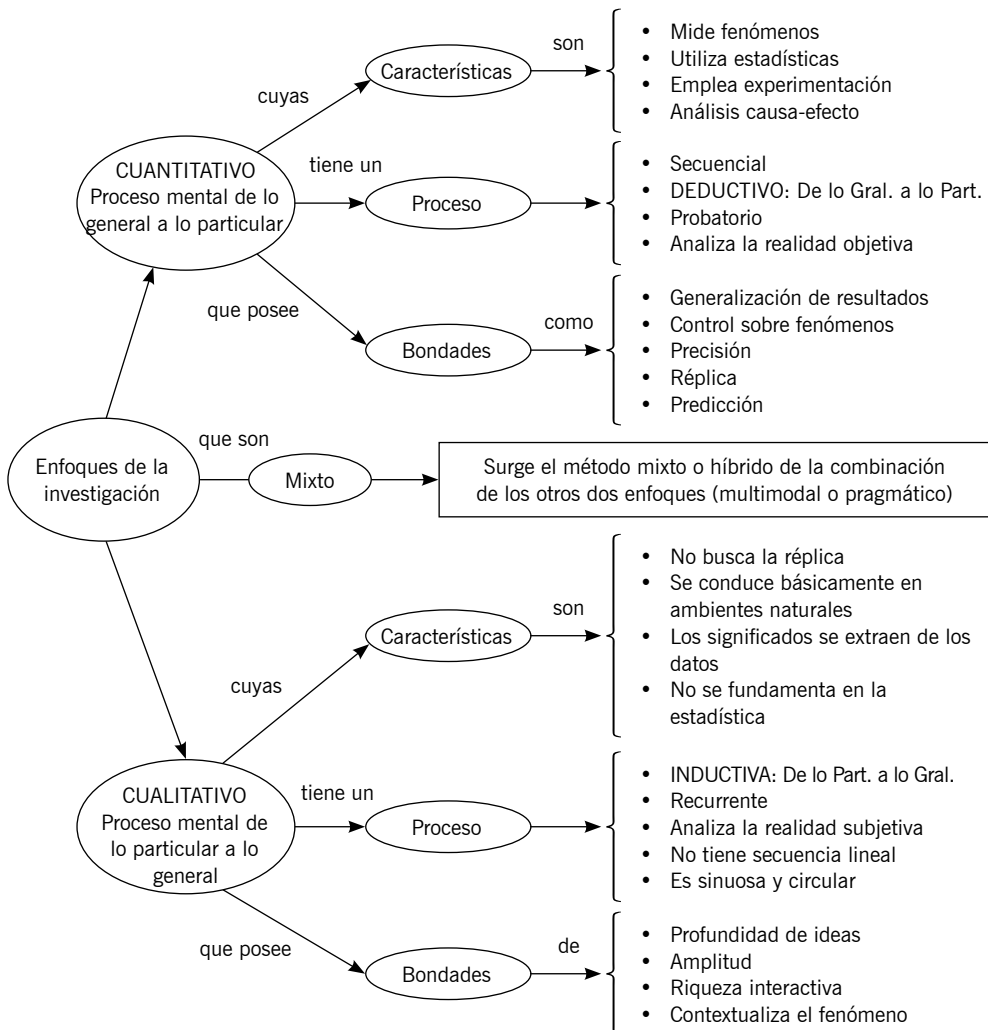 son
Características
cuyas
• Mide fenómenos
• Utiliza estadísticas
• Emplea experimentación
• Análisis causa-efecto
CUANTITATIVO
Proceso mental de lo
general a lo particular
tiene un
Proceso
• Secuencial
• DEDUCTIVO: De lo Gral. a lo Part.
• Probatorio
• Analiza la realidad objetiva
que posee
Bondades
como
• Generalización de resultados
• Control sobre fenómenos
• Precisión
• Réplica
• Predicción
Enfoques de la
investigación
que son
Mixto
Surge el método mixto o híbrido de la combinación
de los otros dos enfoques (multimodal o pragmático)
cuyas
Características
son
• No busca la réplica
• Se conduce básicamente en
ambientes naturales
• Los significados se extraen de los
datos
• No se fundamenta en la
estadística
CUALITATIVO
Proceso mental de
lo particular a lo
general
tiene un
Proceso
• INDUCTIVA: De lo Part. a lo Gral.
• Recurrente
• Analiza la realidad subjetiva
• No tiene secuencia lineal
• Es sinuosa y circular
que posee
Bondades
de
• Profundidad de ideas
• Amplitud
• Riqueza interactiva
• Contextualiza el fenómeno